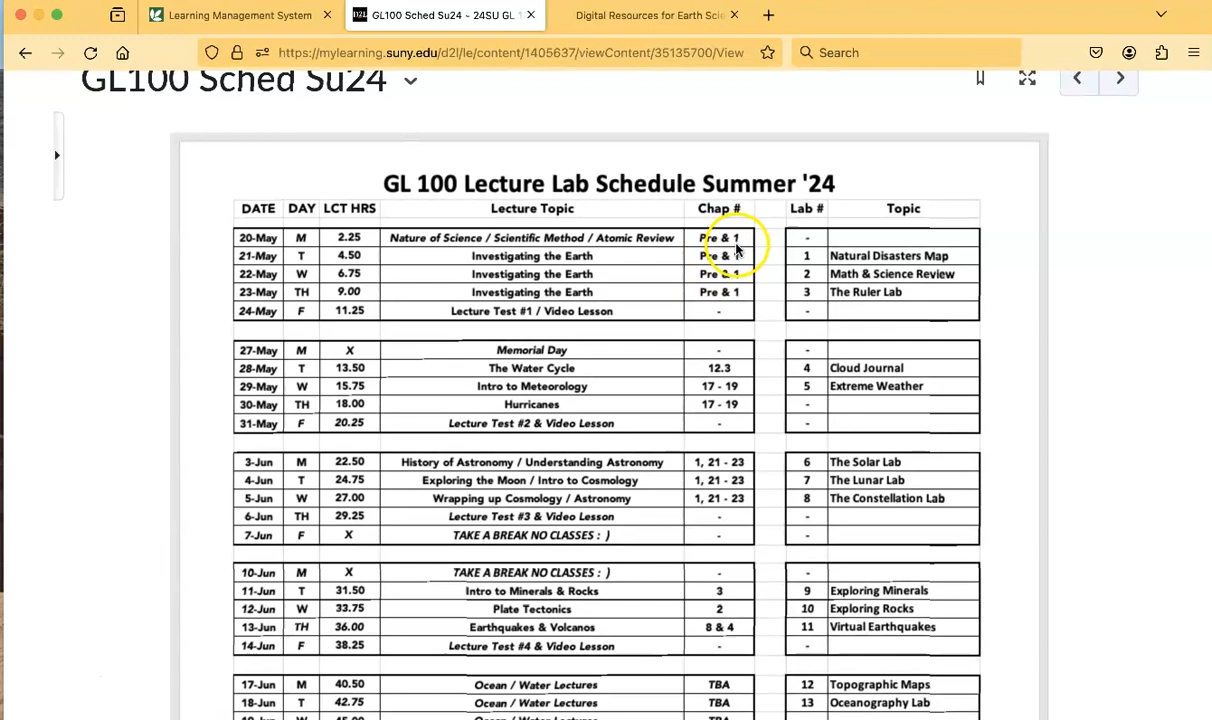 Learning Management System
GL100 Sched Su24 - 24SU GL 1
Digital Resources for Earth Scie
https://mylearning.suny.edu/d2l/le/content/1405637/viewContent/35135700/View
Search
GL100 Sched Su24
GL 100 Lecture Lab Schedule Summer '24
DATE DAY LCT HRS Lecture Topic Chap # Lab # Topic
20-May M 2.25 Nature of Science / Scientific Method / Atomic Review Pre & 1 -
21-May T 4.50 Investigating the Earth Pre & 1 1 Natural Disasters Map
22-May W 6.75 Investigating the Earth Pre & 1 2 Math & Science Review
23-May TH 9.00 Investigating the Earth Pre & 1 3 The Ruler Lab
24-May F 11.25 Lecture Test #1 / Video Lesson - -
27-May M X Memorial Day - -
28-May T 13.50 The Water Cycle 12.3 4 Cloud Journal
29-May W 15.75 Intro to Meteorology 17 - 19 5 Extreme Weather
30-May TH 18.00 Hurricanes 17 - 19 -
31-May F 20.25 Lecture Test #2 & Video Lesson - -
3-Jun M 22.50 History of Astronomy / Understanding Astronomy 1, 21 - 23 6 The Solar Lab
4-Jun T 24.75 Exploring the Moon / Intro to Cosmology 1, 21 - 23 7 The Lunar Lab
5-Jun W 27.00 Wrapping up Cosmology / Astronomy 1, 21 - 23 8 The Constellation Lab
6-Jun TH 29.25 Lecture Test #3 & Video Lesson - -
7-Jun F X TAKE A BREAK NO CLASSES : ) - -
10-Jun M X TAKE A BREAK NO CLASSES : ) - -
11-Jun T 31.50 Intro to Minerals & Rocks 3 9 Exploring Minerals
12-Jun W 33.75 Plate Tectonics 2 10 Exploring Rocks
13-Jun TH 36.00 Earthquakes & Volcanos 8 & 4 11 Virtual Earthquakes
14-Jun F 38.25 Lecture Test #4 & Video Lesson - -
17-Jun M 40.50 Ocean / Water Lectures TBA 12 Topographic Maps
18-Jun T 42.75 Ocean / Water Lectures TBA 13 Oceanography Lab